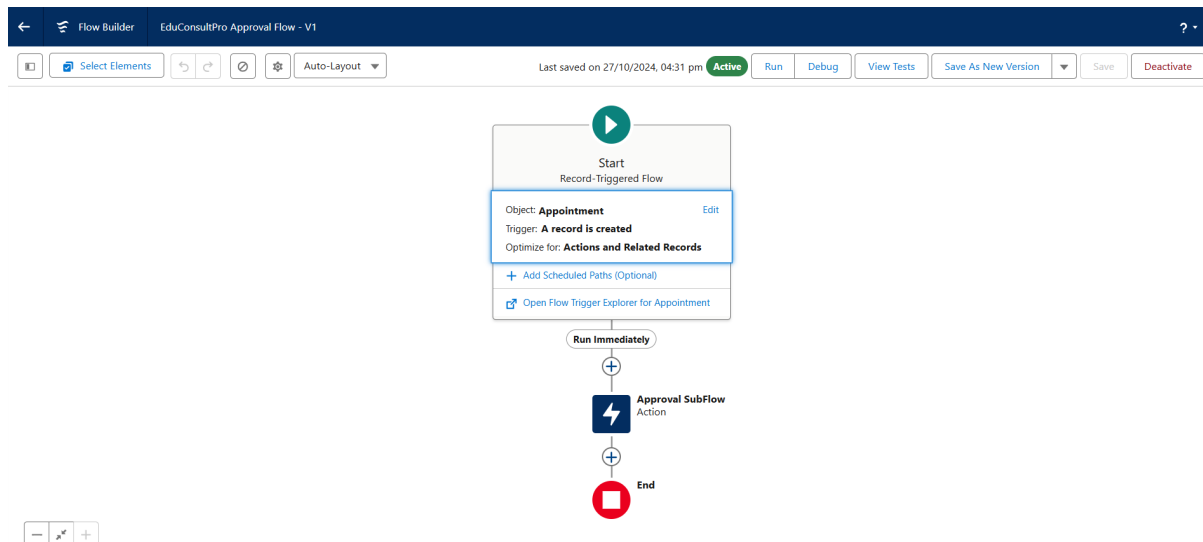 Flow Builder EduConsultPro Approval Flow - V1 ?
Select Elements Auto-Layout Last saved on 27/10/2024, 04:31 pm Active Run Debug View Tests Save As New Version Save Deactivate
Start
Record-Triggered Flow
Object: Appointment Edit
Trigger: A record is created
Optimize for: Actions and Related Records
+ Add Scheduled Paths (Optional)
Open Flow Trigger Explorer for Appointment
Run Immediately
Approval SubFlow
Action
End